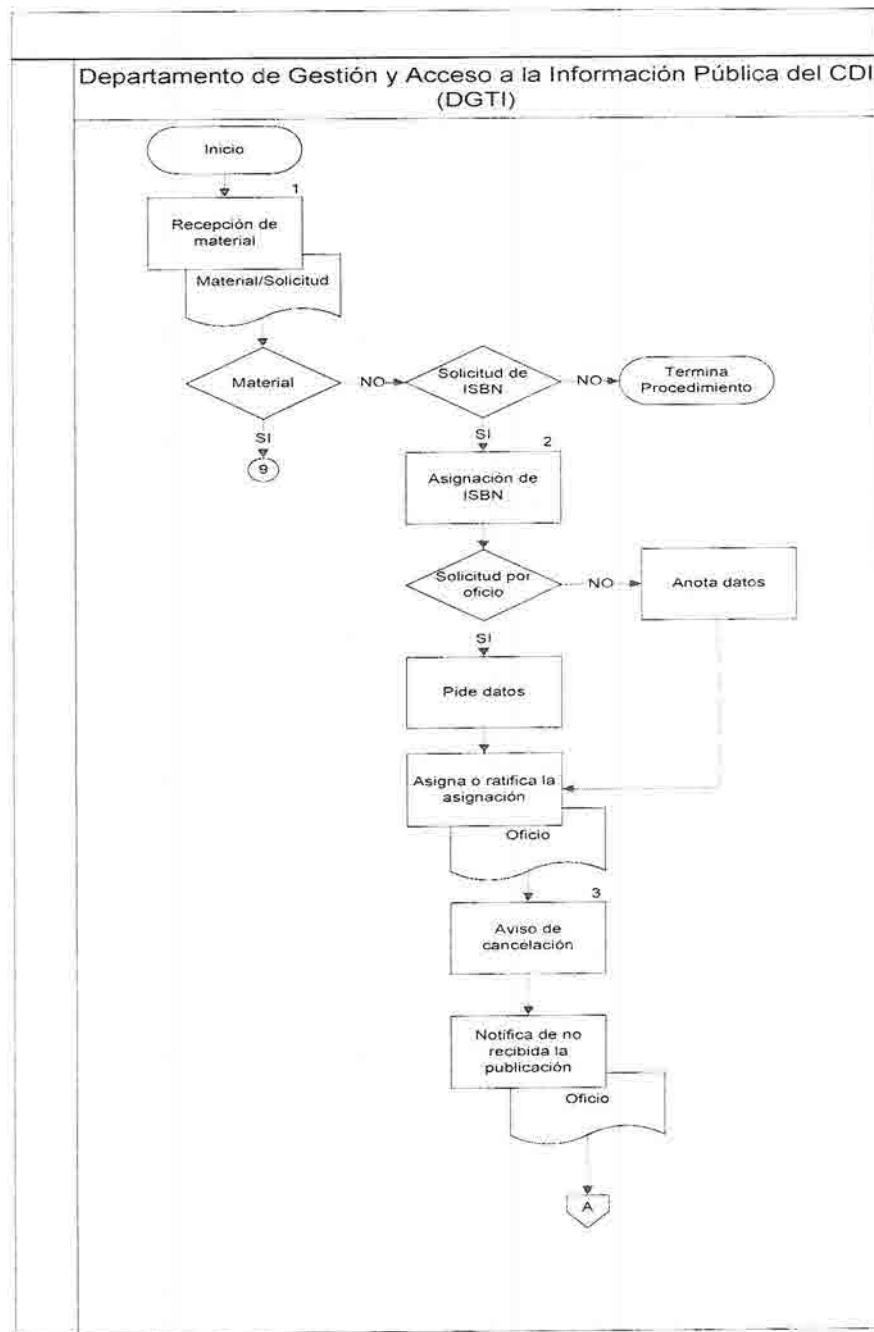 Departamento de Gestión y Acceso a la Información Pública del CDI
(DGTI)
Inicio
1
Recepción de
material
Material/Solicitud
Material
NO
Solicitud de
ISBN
NO
Termina
Procedimiento
SI
9
SI
2
Asignación de
ISBN
Solicitud por
oficio
NO
Anota datos
SI
Pide datos
Asigna o ratifica la
asignación
Oficio
3
Aviso de
cancelación
Notifica de no
recibida la
publicación
Oficio
A